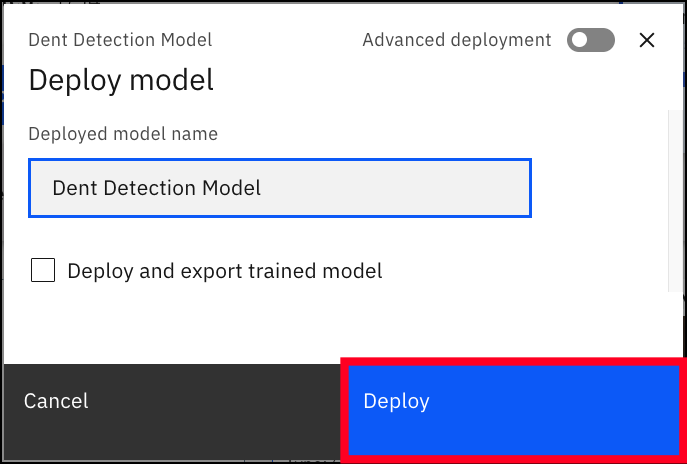 Dent Detection Model
Advanced deployment
Deploy model
Deployed model name
Dent Detection Model
Deploy and export trained model
Cancel
Deploy